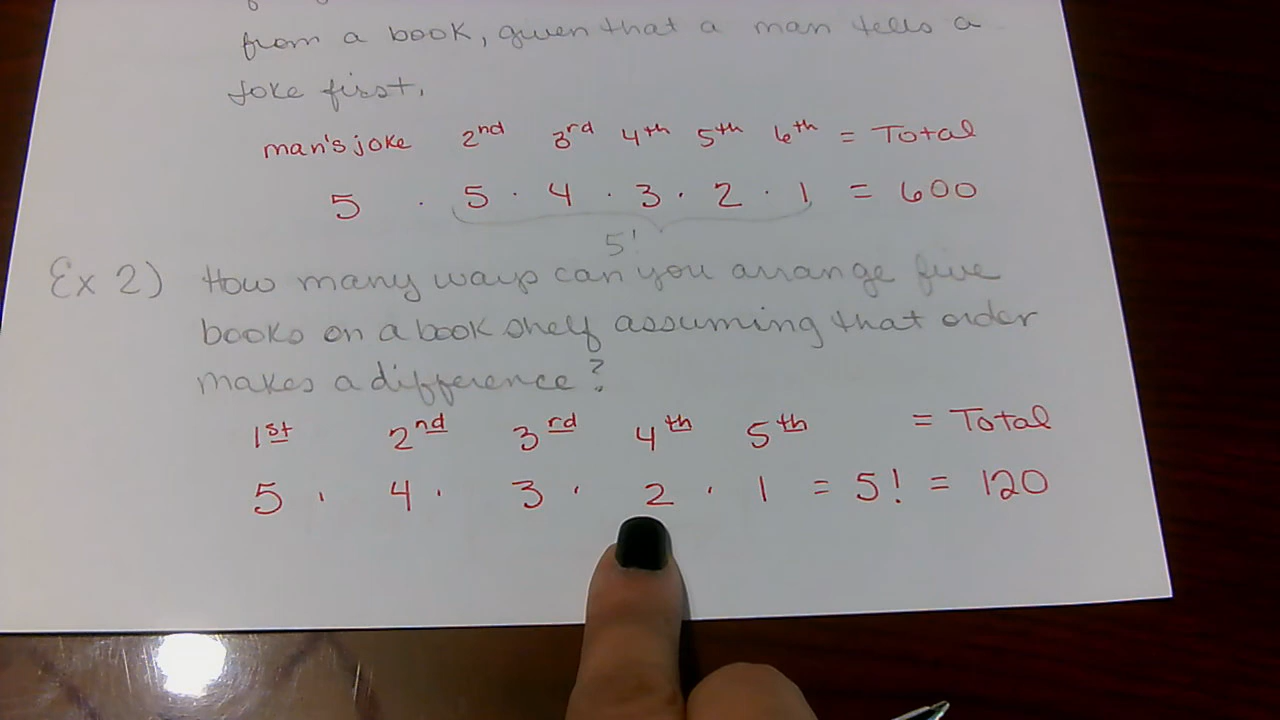 from a book, given that a man tells a
joke first.
man's joke 2nd 3rd 4th 5th 6th = Total
5 · 5 · 4 · 3 · 2 · 1 = 600
5!
Ex 2) How many ways can you arrange five
books on a book shelf assuming that order
makes a difference?
1st 2nd 3rd 4th 5th = Total
5 · 4 · 3 · 2 · 1 = 5! = 120